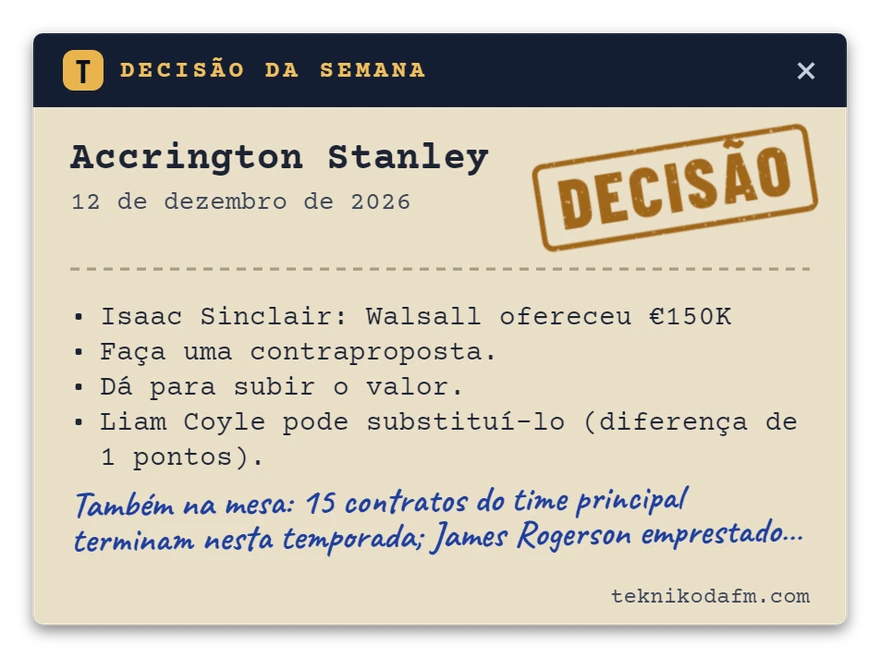 T DECISÃO DA SEMANA ×
Accrington Stanley
12 de dezembro de 2026
DECISÃO
• Isaac Sinclair: Walsall ofereceu €150K
• Faça uma contraproposta.
• Dá para subir o valor.
• Liam Coyle pode substituí-lo (diferença de
1 pontos).
Também na mesa: 15 contratos do time principal
terminam nesta temporada; James Rogerson emprestado...
teknikodafm.com